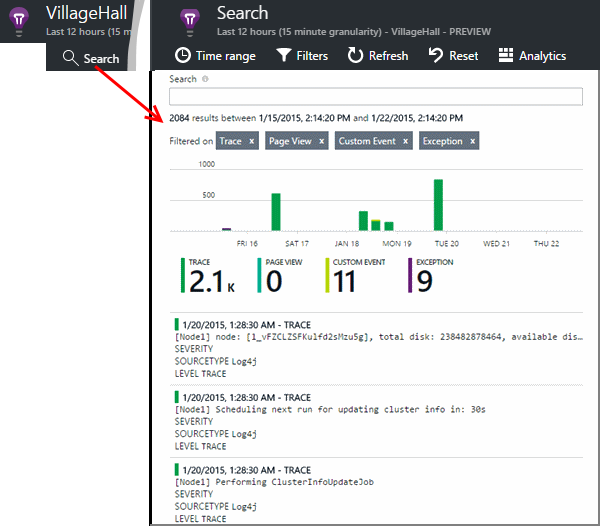 VillageHall
Last 12 hours (15 min
Search
Search
Last 12 hours (15 minute granularity) - VillageHall - PREVIEW
Time range Filters Refresh Reset Analytics
Search
2084 results between 1/15/2015, 2:14:20 PM and 1/22/2015, 2:14:20 PM
Filtered on Trace x Page View x Custom Event x Exception x
1000
500
FRI 16 SAT 17 JAN 18 MON 19 TUE 20 WED 21 THU 22
TRACE PAGE VIEW CUSTOM EVENT EXCEPTION
2.1 K 0 11 9
1/20/2015, 1:28:30 AM - TRACE
[Node1] node: [l_vFZCLZSFKulfd2sMzu5g], total disk: 238482878464, available dis…
SEVERITY
SOURCETYPE Log4j
LEVEL TRACE
1/20/2015, 1:28:30 AM - TRACE
[Node1] Scheduling next run for updating cluster info in: 30s
SEVERITY
SOURCETYPE Log4j
LEVEL TRACE
1/20/2015, 1:28:30 AM - TRACE
[Node1] Performing ClusterInfoUpdateJob
SEVERITY
SOURCETYPE Log4j
LEVEL TRACE